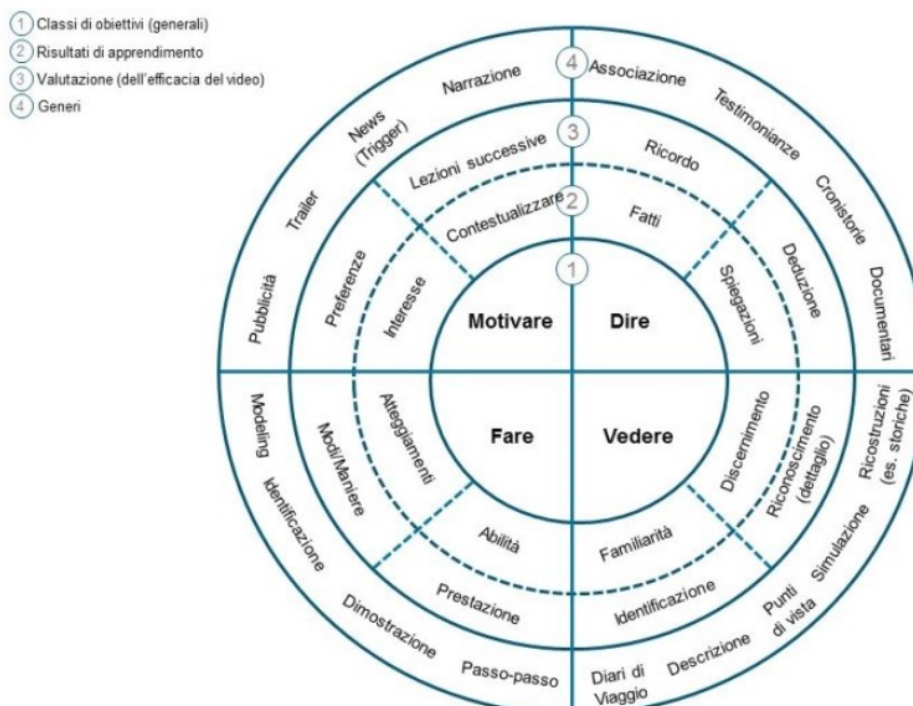 1 Classi di obiettivi (generali)
2 Risultati di apprendimento
3 Valutazione (dell'efficacia del video)
4 Generi
4
3
2
1
Motivare
Dire
Fare
Vedere
Contestualizzare
Fatti
Spiegazioni
Discernimento
Familiarità
Abilità
Atteggiamenti
Interesse
Lezioni successive
Ricordo
Deduzione
Riconoscimento
(dettaglio)
Identificazione
Prestazione
Modi/Maniere
Preferenze
Narrazione
Associazione
Testimonianze
Cronistorie
Documentari
Ricostruzioni
(es. storiche)
Simulazione
Punti
di vista
Descrizione
Diari di
Viaggio
Passo-passo
Dimostrazione
Identificazione
Modeling
Pubblicità
Trailer
News
(Trigger)